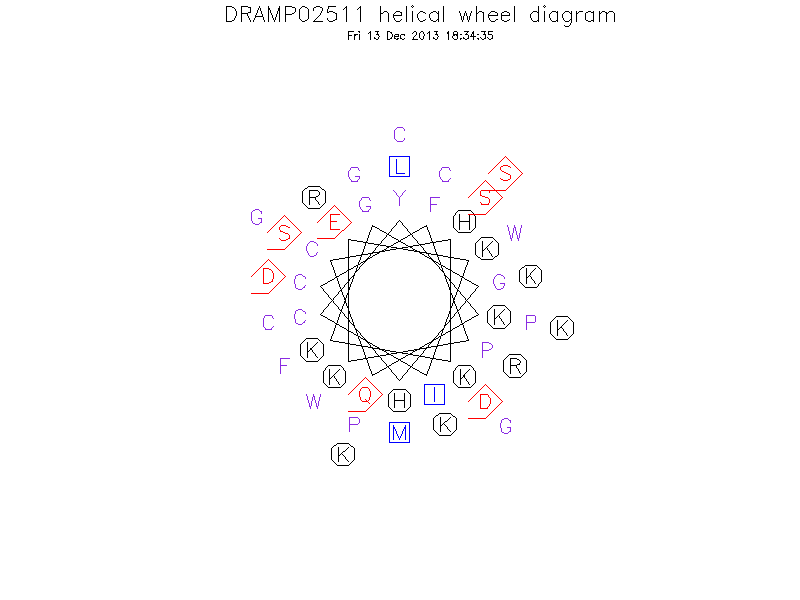 DRAMP02511 helical wheel diagram
Fri 13 Dec 2013 18:34:35
C
L
G C S
R Y S
G F
G E H
S W
C K
D K
C G
C K
C P K
K P
F R
K K
Q I
W H D
P K G
M
K